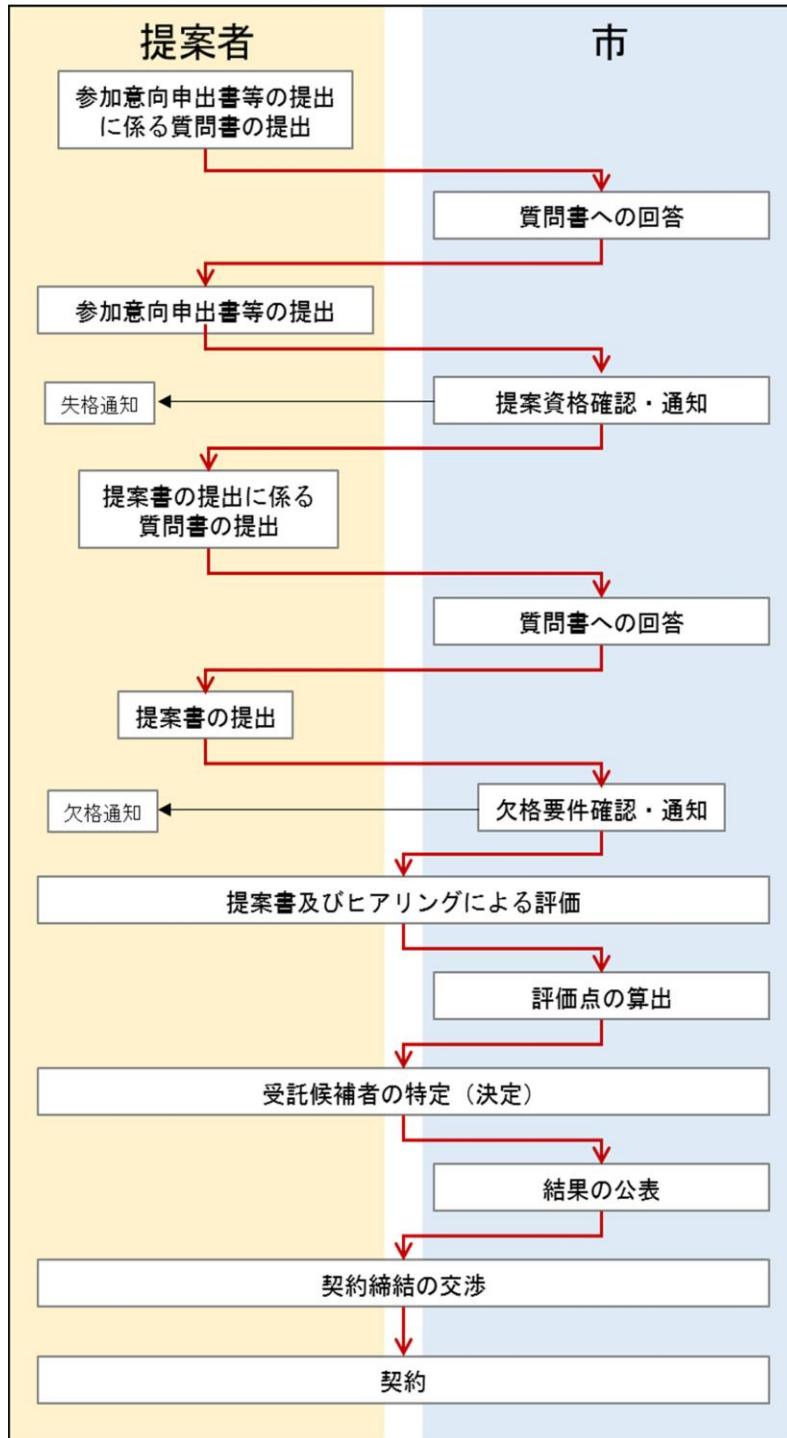 提案者
市
参加意向申出書等の提出
に係る質問書の提出
質問書への回答
参加意向申出書等の提出
失格通知
提案資格確認・通知
提案書の提出に係る
質問書の提出
質問書への回答
提案書の提出
欠格通知
欠格要件確認・通知
提案書及びヒアリングによる評価
評価点の算出
受託候補者の特定（決定）
結果の公表
契約締結の交渉
契約